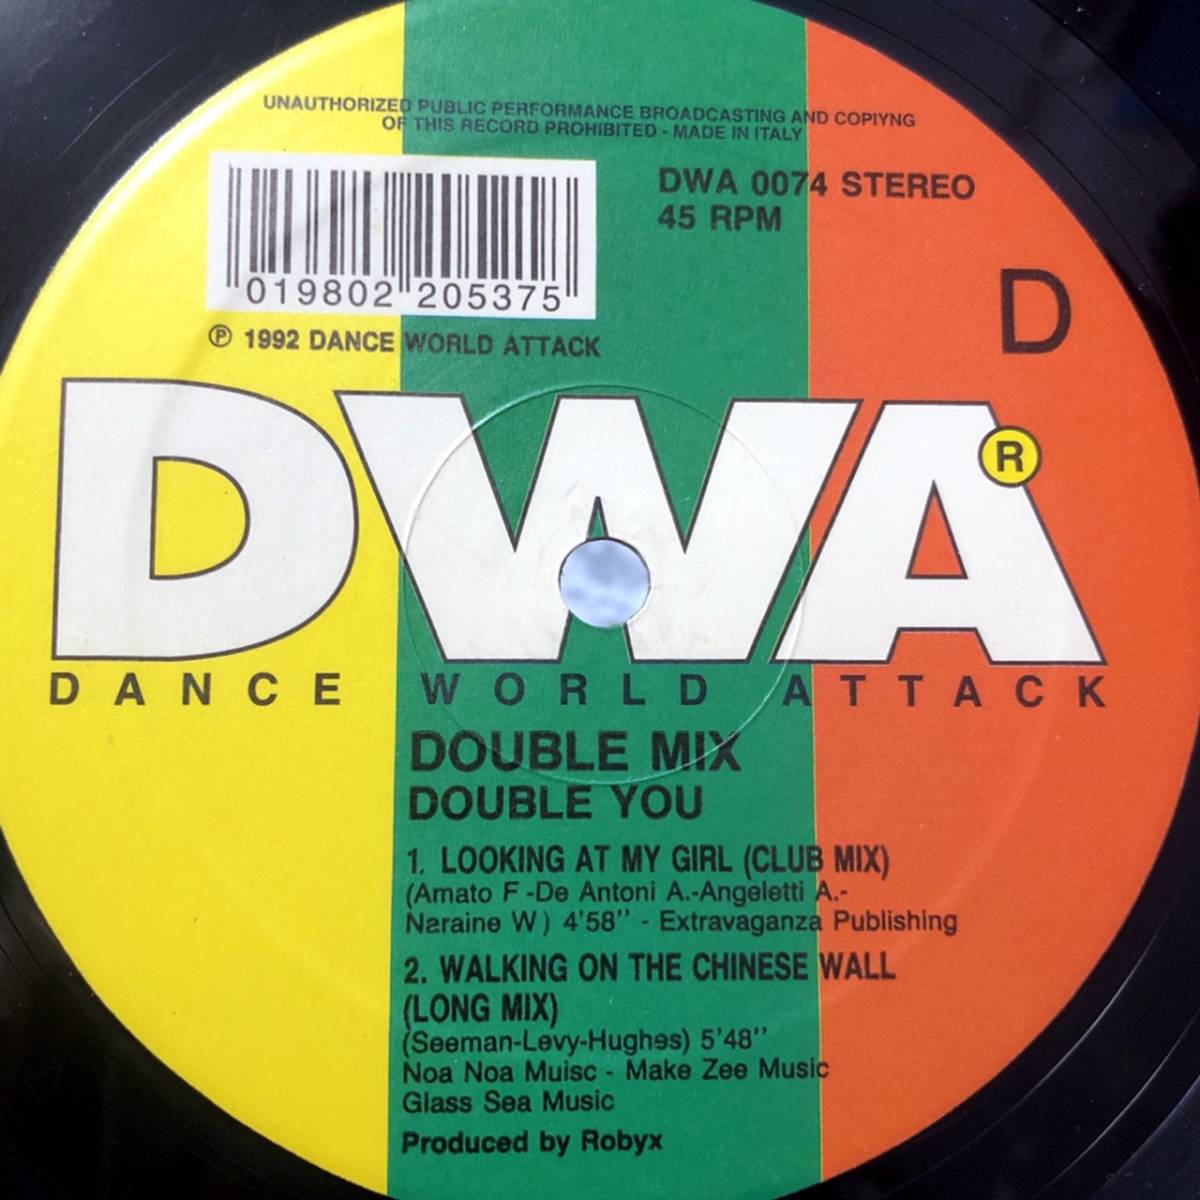 UNAUTHORIZED PUBLIC PERFORMANCE BROADCASTING AND COPIYNG
OF THIS RECORD PROHIBITED - MADE IN ITALY
DWA 0074 STEREO
45 RPM
019802 205375
D
℗ 1992 DANCE WORLD ATTACK
DWA
R
DANCE WORLD ATTACK
DOUBLE MIX
DOUBLE YOU
1. LOOKING AT MY GIRL (CLUB MIX)
(Amato F -De Antoni A.-Angeletti A.-
Naraine W) 4'58'' - Extravaganza Publishing
2. WALKING ON THE CHINESE WALL
(LONG MIX)
(Seeman-Levy-Hughes) 5'48''
Noa Noa Muisc - Make Zee Music
Glass Sea Music
Produced by Robyx